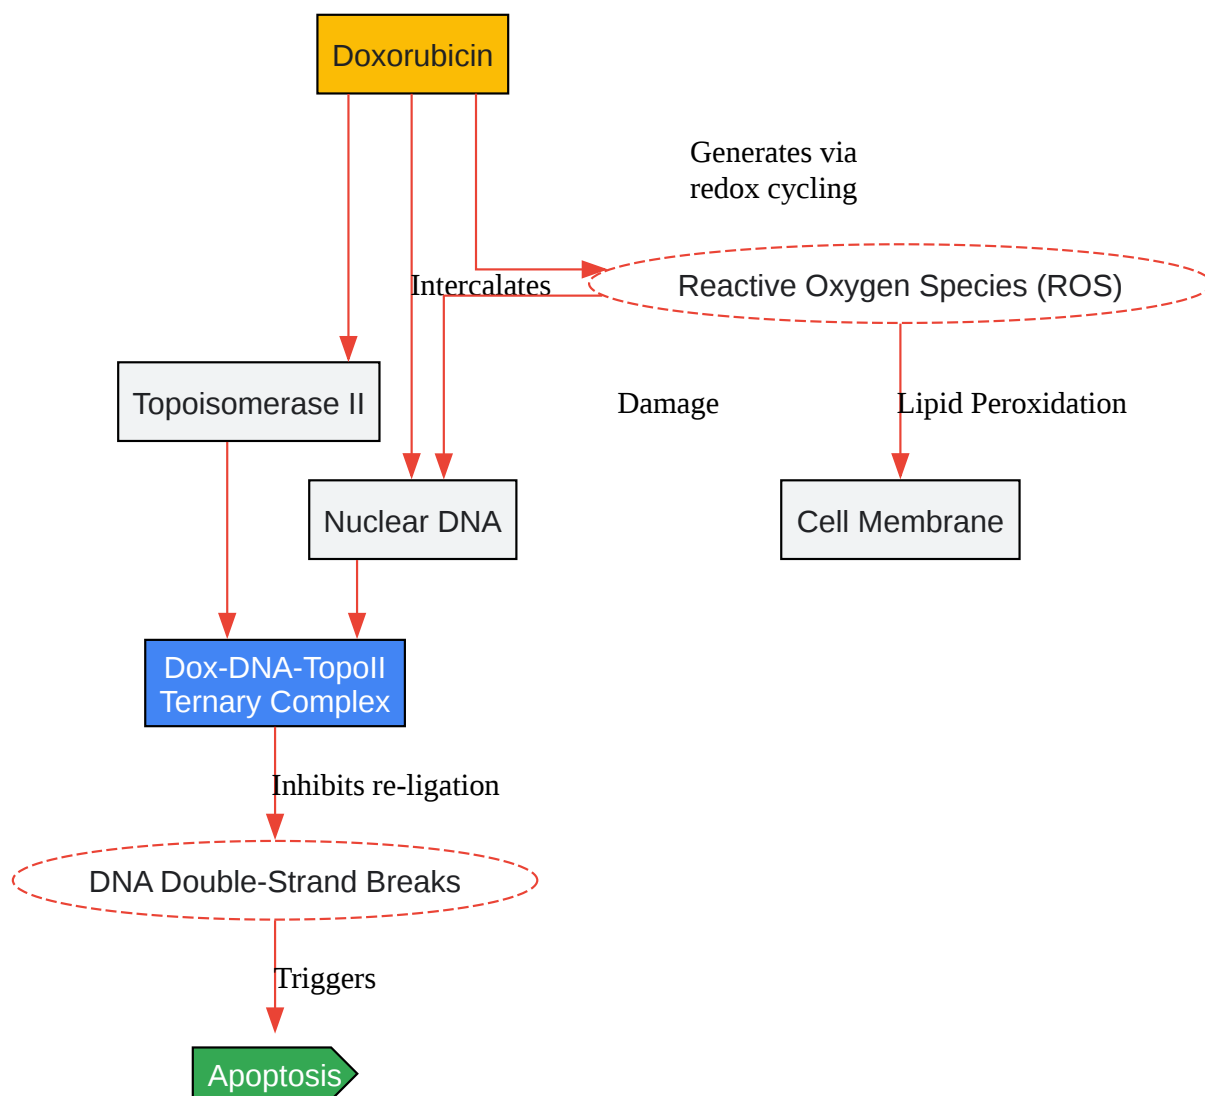 Doxorubicin
Generates via
redox cycling
Intercalates
Reactive Oxygen Species (ROS)
Topoisomerase II
Damage
Lipid Peroxidation
Nuclear DNA
Cell Membrane
Dox-DNA-TopoII
Ternary Complex
Inhibits re-ligation
DNA Double-Strand Breaks
Triggers
Apoptosis